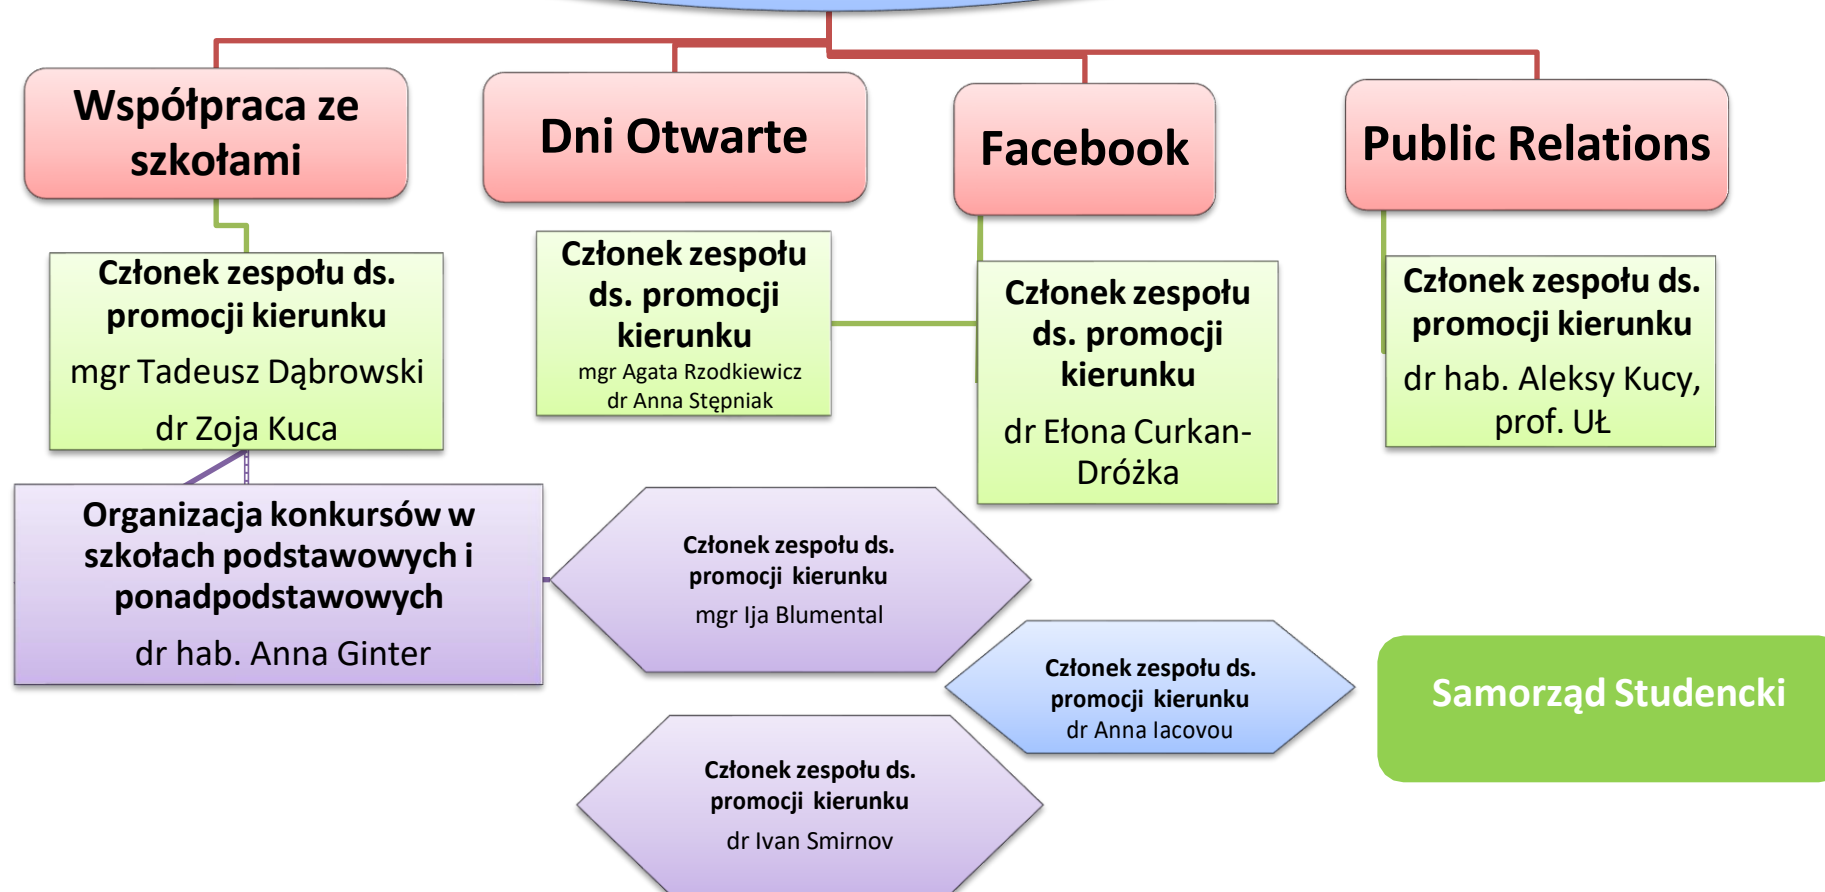 Współpraca ze
szkołami
Dni Otwarte
Facebook
Public Relations
Członek zespołu ds.
promocji kierunku
mgr Tadeusz Dąbrowski
dr Zoja Kuca
Członek zespołu
ds. promocji
kierunku
mgr Agata Rzodkiewicz
dr Anna Stępniak
Członek zespołu
ds. promocji
kierunku
dr Ełona Curkan-
Dróżka
Członek zespołu ds.
promocji kierunku
dr hab. Aleksy Kucy,
prof. UŁ
Organizacja konkursów w
szkołach podstawowych i
ponadpodstawowych
dr hab. Anna Ginter
Członek zespołu ds.
promocji kierunku
mgr Ija Blumental
Członek zespołu ds.
promocji kierunku
dr Anna Iacovou
Samorząd Studencki
Członek zespołu ds.
promocji kierunku
dr Ivan Smirnov